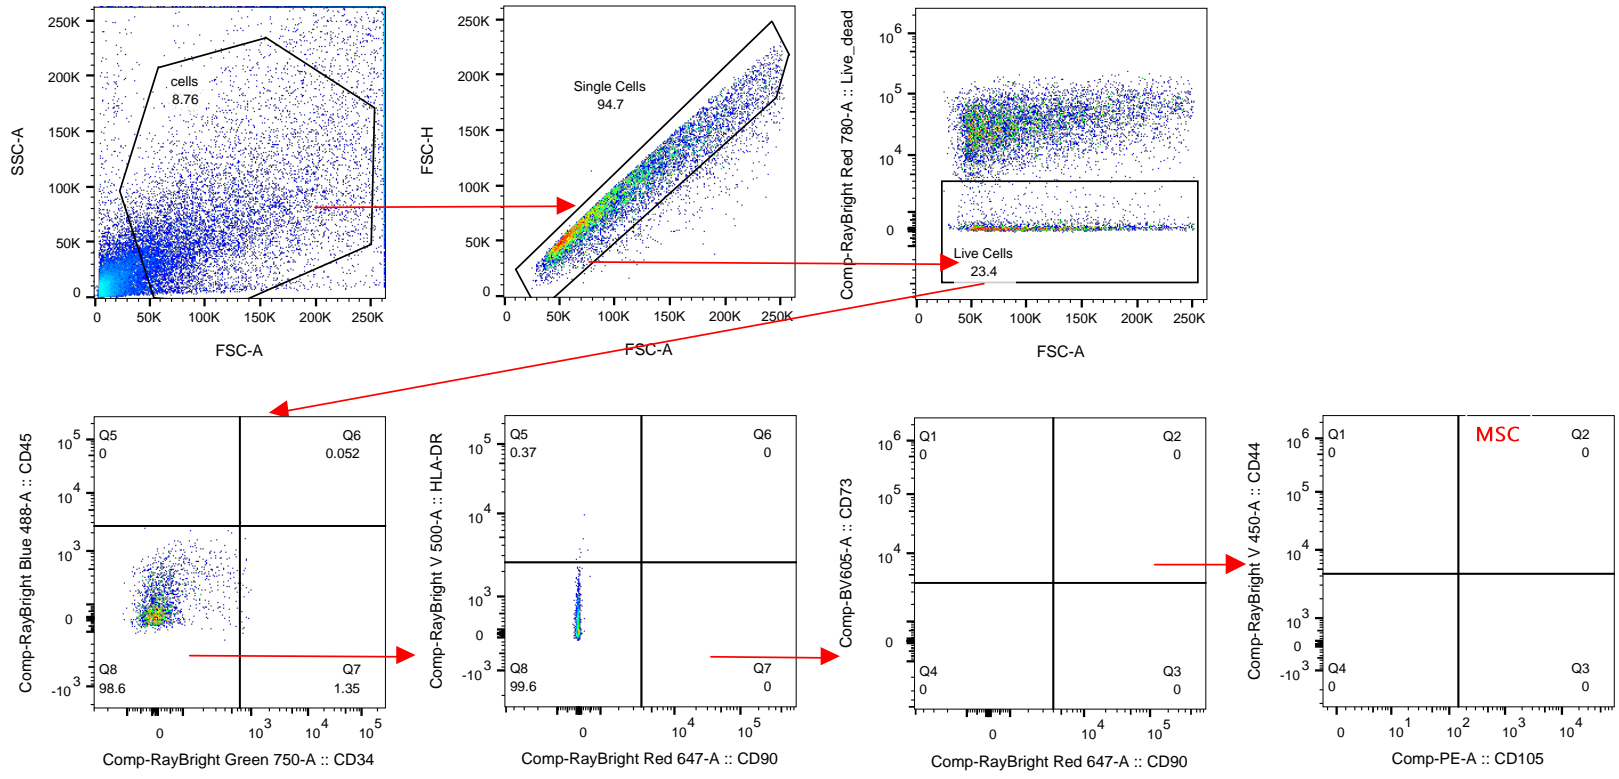 250K
200K
150K
100K
50K
0
SSC-A
cells
8.76
0 50K 100K 150K 200K 250K
FSC-A
250K
200K
150K
100K
50K
0
FSC-H
Single Cells
94.7
0 50K 100K 150K 200K 250K
FSC-A
10^6
10^5
10^4
0
Comp-RayBright Red 780-A :: Live_dead
Live Cells
23.4
0 50K 100K 150K 200K 250K
FSC-A
10^5
10^4
10^3
0
-10^3
Comp-RayBright Blue 488-A :: CD45
Q5
0
Q6
0.052
Q8
98.6
Q7
1.35
0 10^3 10^4 10^5
Comp-RayBright Green 750-A :: CD34
10^5
10^4
10^3
0
-10^3
Comp-RayBright V 500-A :: HLA-DR
Q5
0.37
Q6
0
Q8
99.6
Q7
0
0 10^4 10^5
Comp-RayBright Red 647-A :: CD90
10^6
10^5
10^4
0
Comp-BV605-A :: CD73
Q1
0
Q2
0
Q4
0
Q3
0
0 10^4 10^5
Comp-RayBright Red 647-A :: CD90
10^6
10^5
10^4
10^3
0
-10^3
Comp-RayBright V 450-A :: CD44
Q1
0
MSC
Q2
0
Q4
0
Q3
0
0 10^1 10^2 10^3 10^4
Comp-PE-A :: CD105